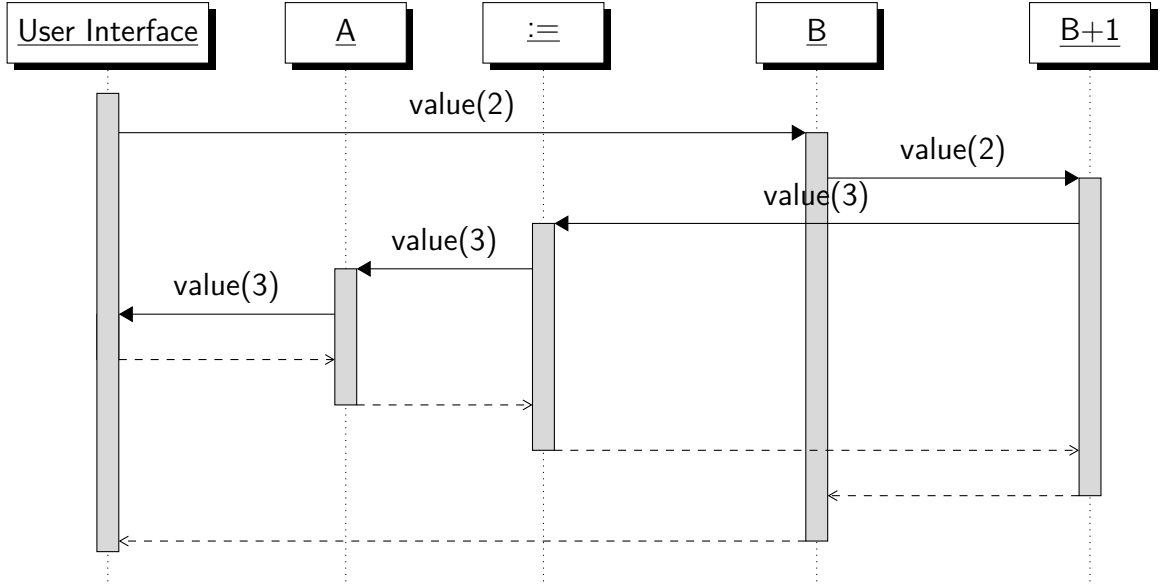 User Interface
A
:=
B
B+1
value(2)
value(2)
value(3)
value(3)
value(3)